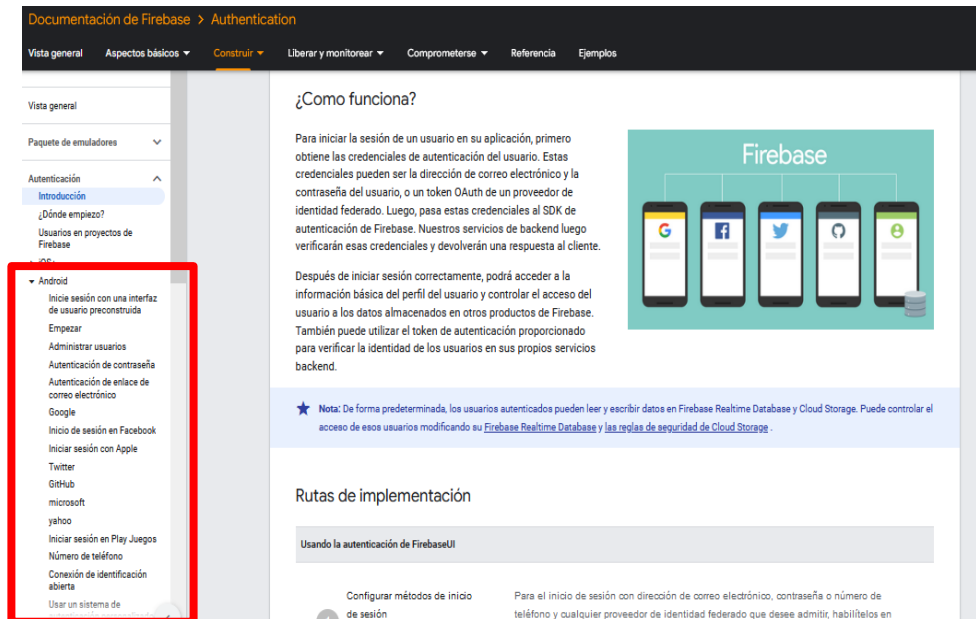 Documentación de Firebase > Authentication
Vista general Aspectos básicos Construir Liberar y monitorear Comprometerse Referencia Ejemplos
Vista general
Paquete de emuladores
Autenticación
Introducción
¿Dónde empiezo?
Usuarios en proyectos de
Firebase
Android
Inicie sesión con una interfaz
de usuario preconstruida
Empezar
Administrar usuarios
Autenticación de contraseña
Autenticación de enlace de
correo electrónico
Google
Inicio de sesión en Facebook
Iniciar sesión con Apple
Twitter
GitHub
microsoft
yahoo
Iniciar sesión en Play Juegos
Número de teléfono
Conexión de identificación
abierta
Usar un sistema de
¿Como funciona?
Para iniciar la sesión de un usuario en su aplicación, primero
obtiene las credenciales de autenticación del usuario. Estas
credenciales pueden ser la dirección de correo electrónico y la
contraseña del usuario, o un token OAuth de un proveedor de
identidad federado. Luego, pasa estas credenciales al SDK de
autenticación de Firebase. Nuestros servicios de backend luego
verificarán esas credenciales y devolverán una respuesta al cliente.
Después de iniciar sesión correctamente, podrá acceder a la
información básica del perfil del usuario y controlar el acceso del
usuario a los datos almacenados en otros productos de Firebase.
También puede utilizar el token de autenticación proporcionado
para verificar la identidad de los usuarios en sus propios servicios
backend.
Firebase
Nota: De forma predeterminada, los usuarios autenticados pueden leer y escribir datos en Firebase Realtime Database y Cloud Storage. Puede controlar el
acceso de esos usuarios modificando su Firebase Realtime Database y las reglas de seguridad de Cloud Storage .
Rutas de implementación
Usando la autenticación de FirebaseUI
Configurar métodos de inicio
de sesión
Para el inicio de sesión con dirección de correo electrónico, contraseña o número de
teléfono y cualquier proveedor de identidad federado que desee admitir, habilítelos en